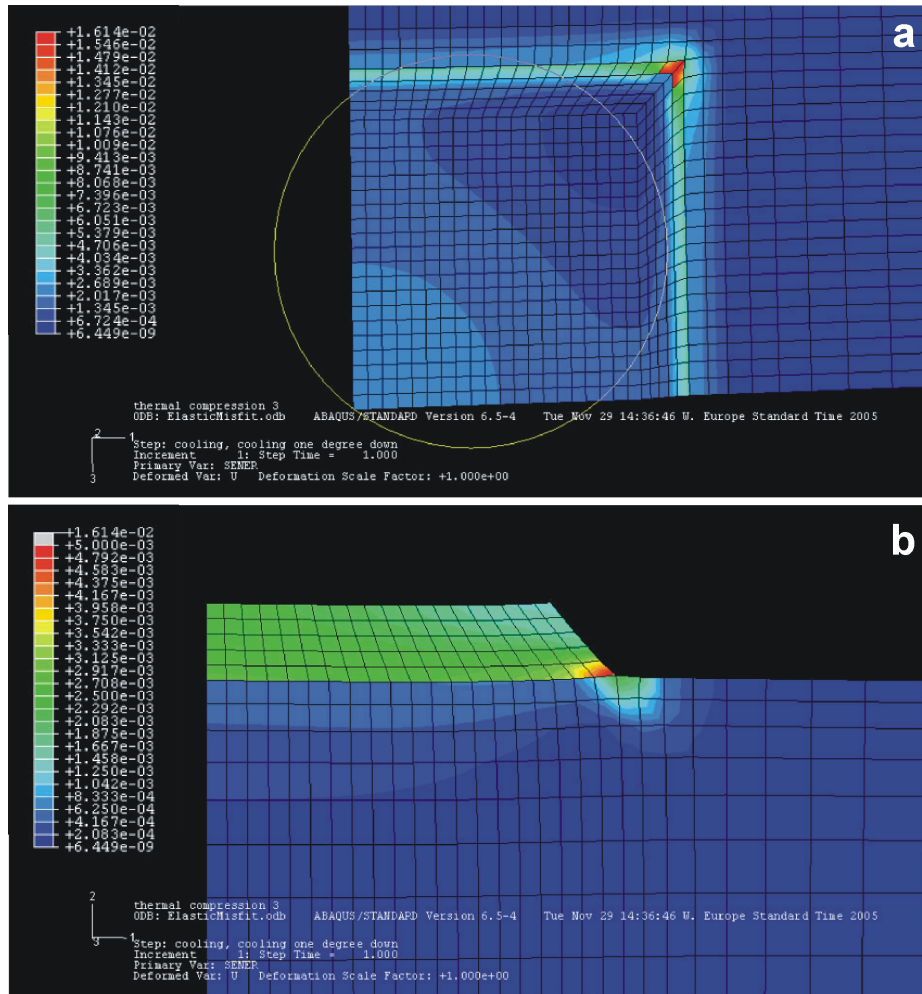 a
+1.614e-02
+1.546e-02
+1.479e-02
+1.412e-02
+1.345e-02
+1.277e-02
+1.210e-02
+1.143e-02
+1.076e-02
+1.009e-02
+9.413e-03
+8.741e-03
+8.068e-03
+7.396e-03
+6.723e-03
+6.051e-03
+5.379e-03
+4.706e-03
+4.034e-03
+3.362e-03
+2.689e-03
+2.017e-03
+1.345e-03
+6.724e-04
+6.449e-09
thermal compression 3
ODB: ElasticMisfit.odb ABAQUS/STANDARD Version 6.5-4 Tue Nov 29 14:36:46 W. Europe Standard Time 2005
2
1
3
Step: cooling, cooling one degree down
Increment 1: Step Time = 1.000
Primary Var: SENER
Deformed Var: U Deformation Scale Factor: +1.000e+00
b
+1.614e-02
+5.000e-03
+4.792e-03
+4.583e-03
+4.375e-03
+4.167e-03
+3.958e-03
+3.750e-03
+3.542e-03
+3.333e-03
+3.125e-03
+2.917e-03
+2.708e-03
+2.500e-03
+2.292e-03
+2.083e-03
+1.875e-03
+1.667e-03
+1.458e-03
+1.250e-03
+1.042e-03
+8.333e-04
+6.250e-04
+4.167e-04
+2.083e-04
+6.449e-09
thermal compression 3
ODB: ElasticMisfit.odb ABAQUS/STANDARD Version 6.5-4 Tue Nov 29 14:36:46 W. Europe Standard Time 2005
2
3
1
Step: cooling, cooling one degree down
Increment 1: Step Time = 1.000
Primary Var: SENER
Deformed Var: U Deformation Scale Factor: +1.000e+00